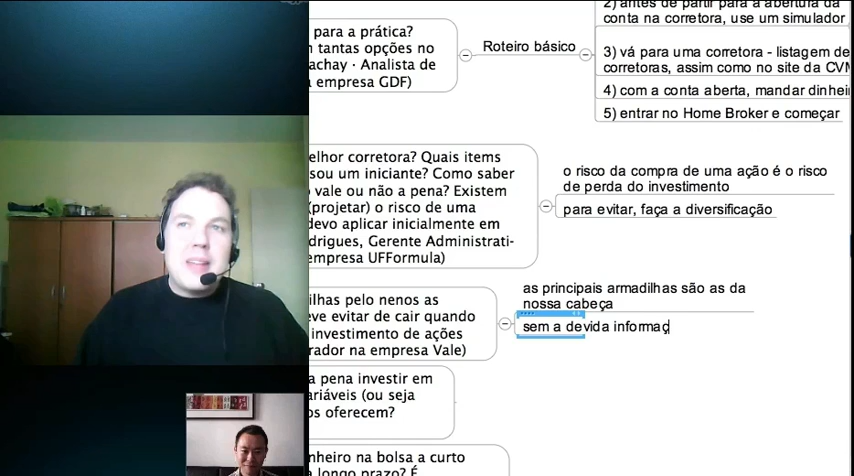 para a prática?
tantas opções no
achay · Analista de
empresa GDF)
Roteiro básico
2) antes de partir para a abertura da
conta na corretora, use um simulador
3) vá para uma corretora - listagem de
corretoras, assim como no site da CVM
4) com a conta aberta, mandar dinhei
5) entrar no Home Broker e começar
elhor corretora? Quais items
sou um iniciante? Como saber
vale ou não a pena? Existem
(projetar) o risco de uma
devo aplicar inicialmente em
drigues, Gerente Administrati-
empresa UFFormula)
o risco da compra de uma ação é o risco
de perda do investimento
para evitar, faça a diversificação
ilhas pelo nenos as
eve evitar de cair quando
investimento de ações
rador na empresa Vale)
as principais armadilhas são as da
nossa cabeça
sem a devida informaç
a pena investir em
ariáveis (ou seja
os oferecem?
nheiro na bolsa a curto
a longo prazo? É